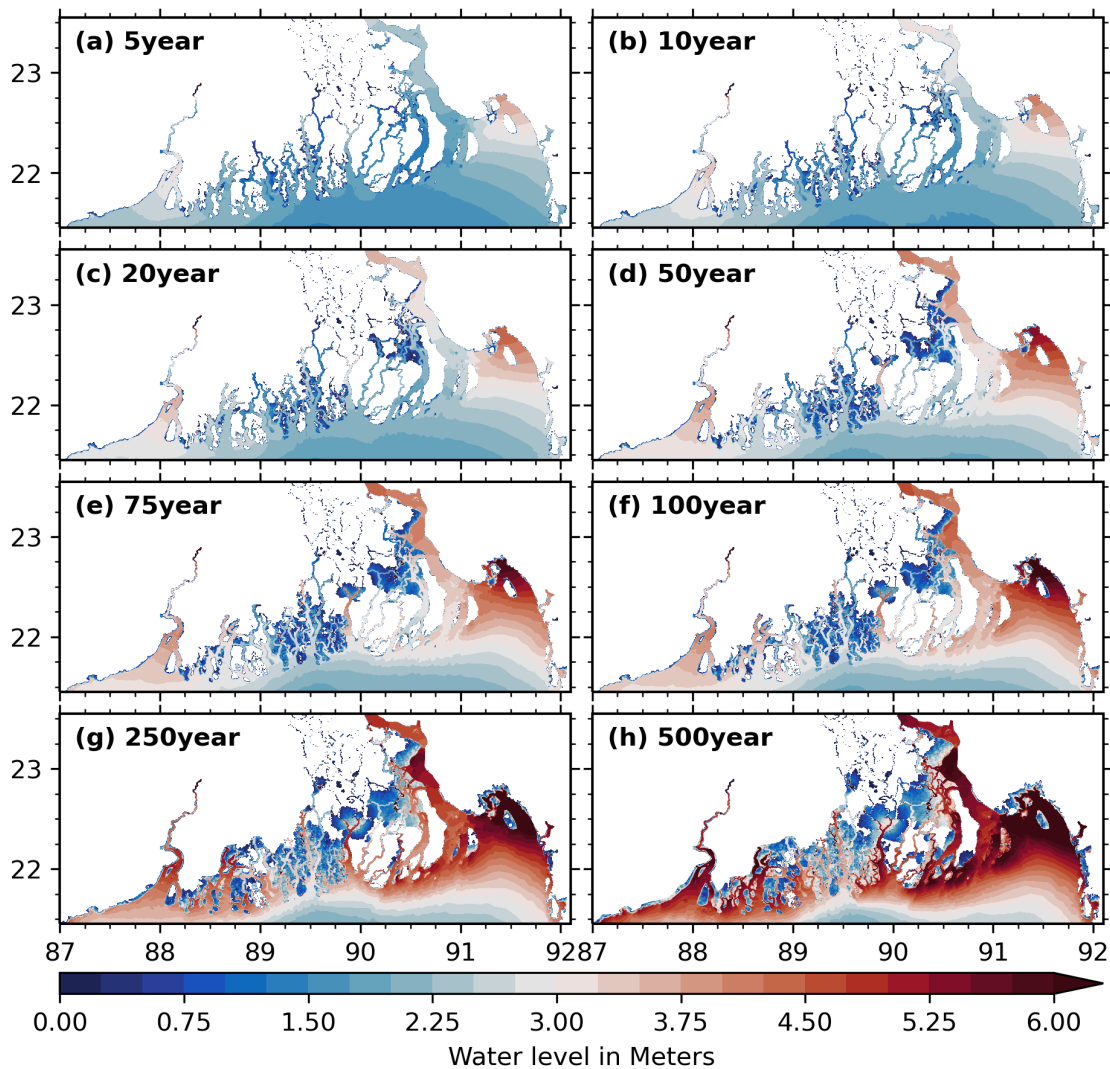 (a) 5year
(b) 10year
23
22
(c) 20year
(d) 50year
23
22
(e) 75year
(f) 100year
23
22
(g) 250year
(h) 500year
23
22
87 88 89 90 91 92 87 88 89 90 91 92
0.00 0.75 1.50 2.25 3.00 3.75 4.50 5.25 6.00
Water level in Meters